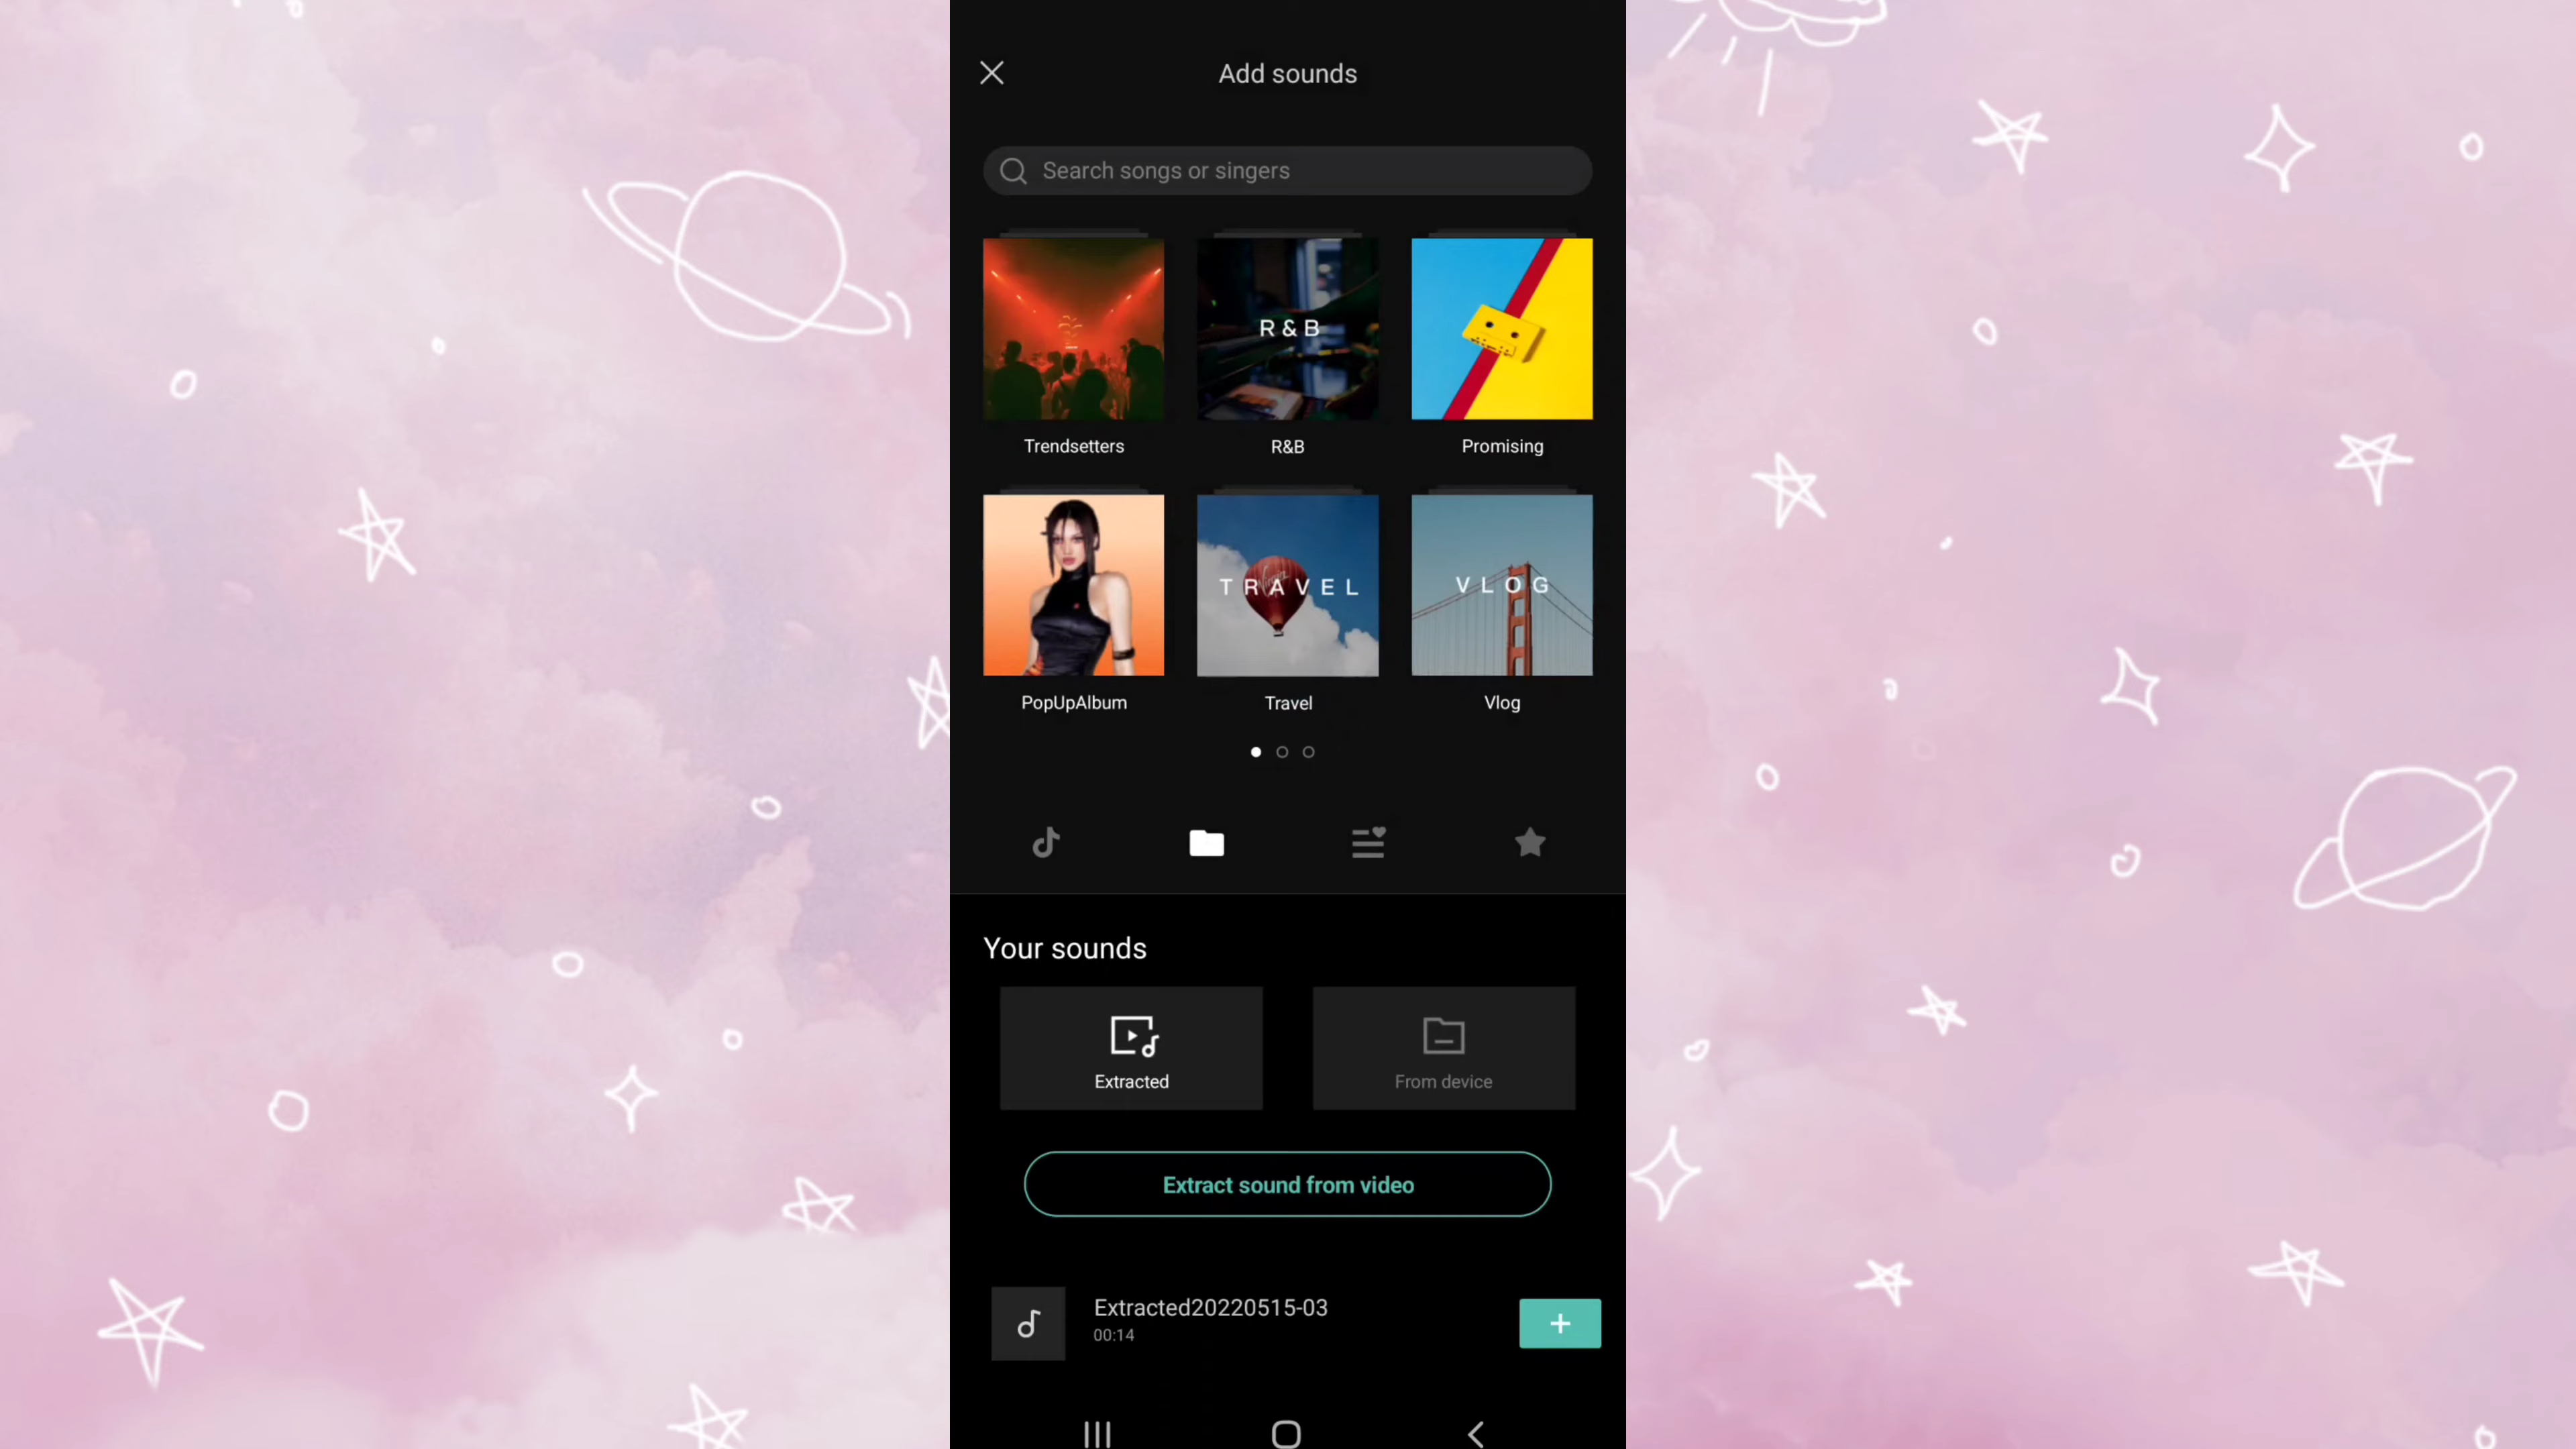 Add sounds
Search songs or singers
R & B
Trendsetters
R&B
Promising
TRAVEL
VLOG
PopUpAlbum
Travel
Vlog
Your sounds
Extracted
From device
Extract sound from video
Extracted20220515-03
00:14